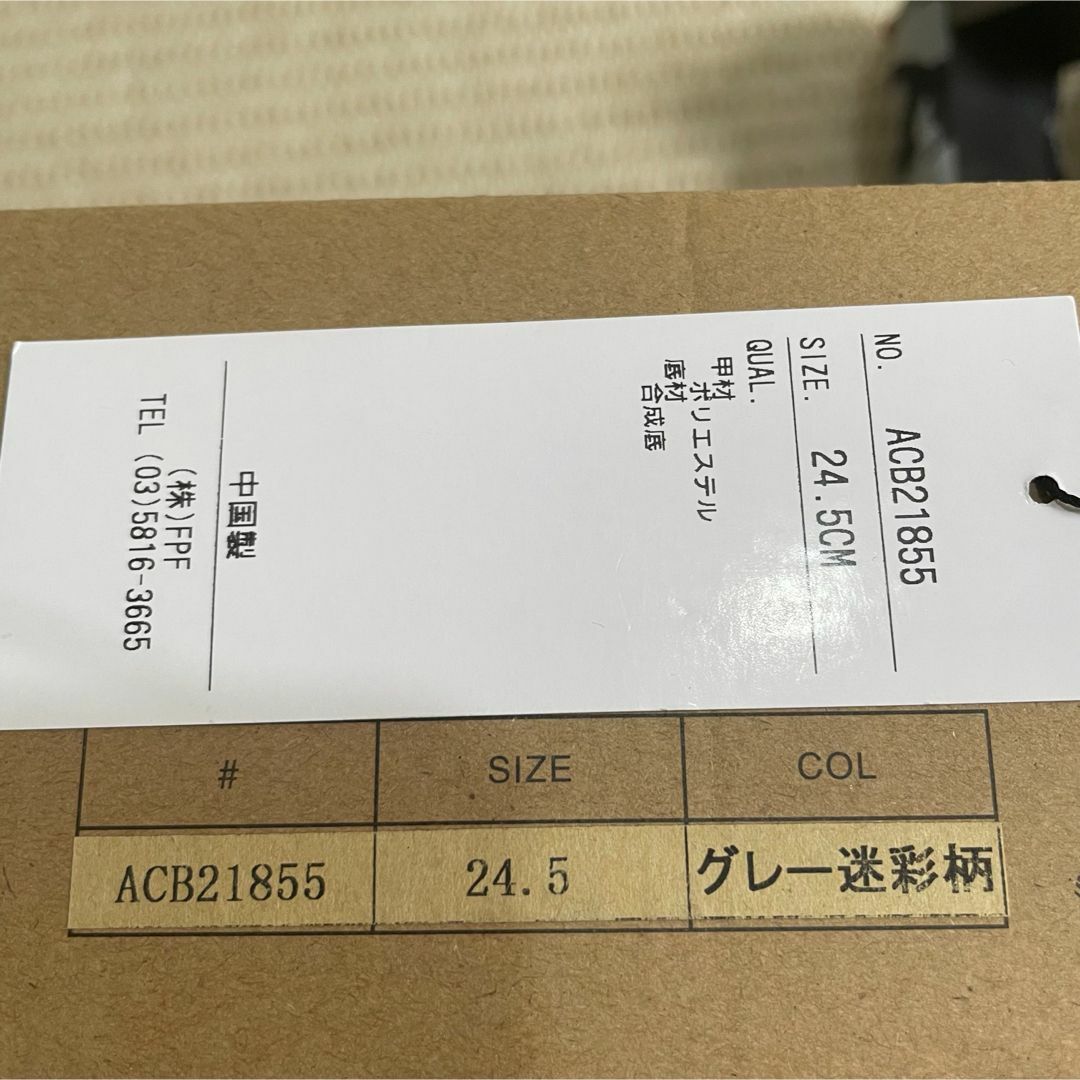 NO. ACB21855
SIZE. 24.5CM
QUAL.
甲材 ポリエステル
底材 合成底
中国製
(株)FPF
TEL (03)5816-3665
# SIZE COL
ACB21855 24.5 グレー迷彩柄